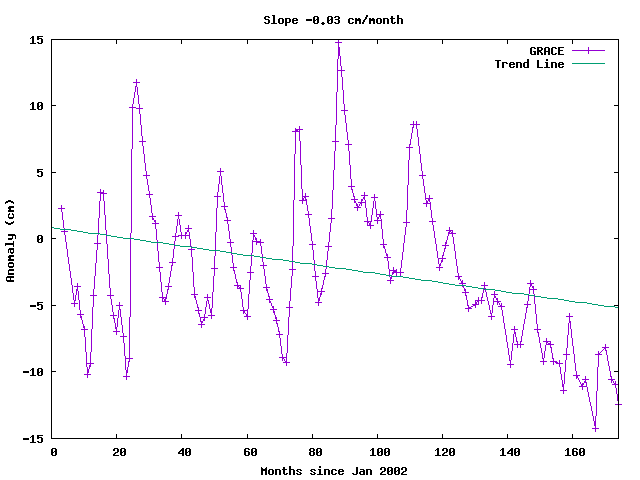 Slope -0.03 cm/month
GRACE
Trend Line
15
10
5
0
-5
-10
-15
Anomaly (cm)
0 20 40 60 80 100 120 140 160
Months since Jan 2002